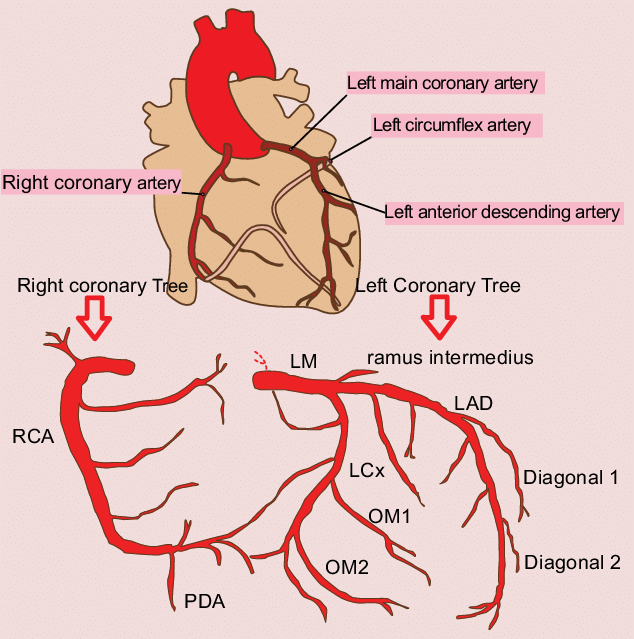 Left main coronary artery
Left circumflex artery
Right coronary artery
Left anterior descending artery
Right coronary Tree
Left Coronary Tree
LM
ramus intermedius
LAD
RCA
LCx
Diagonal 1
OM1
OM2
Diagonal 2
PDA